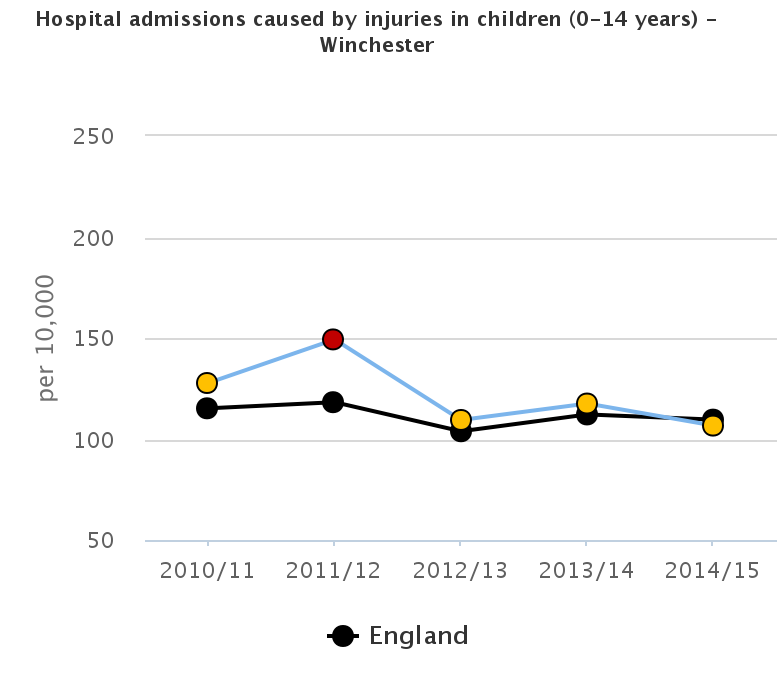 Hospital admissions caused by injuries in children (0-14 years) -
Winchester
250
200
150
100
50
per 10,000
2010/11 2011/12 2012/13 2013/14 2014/15
England